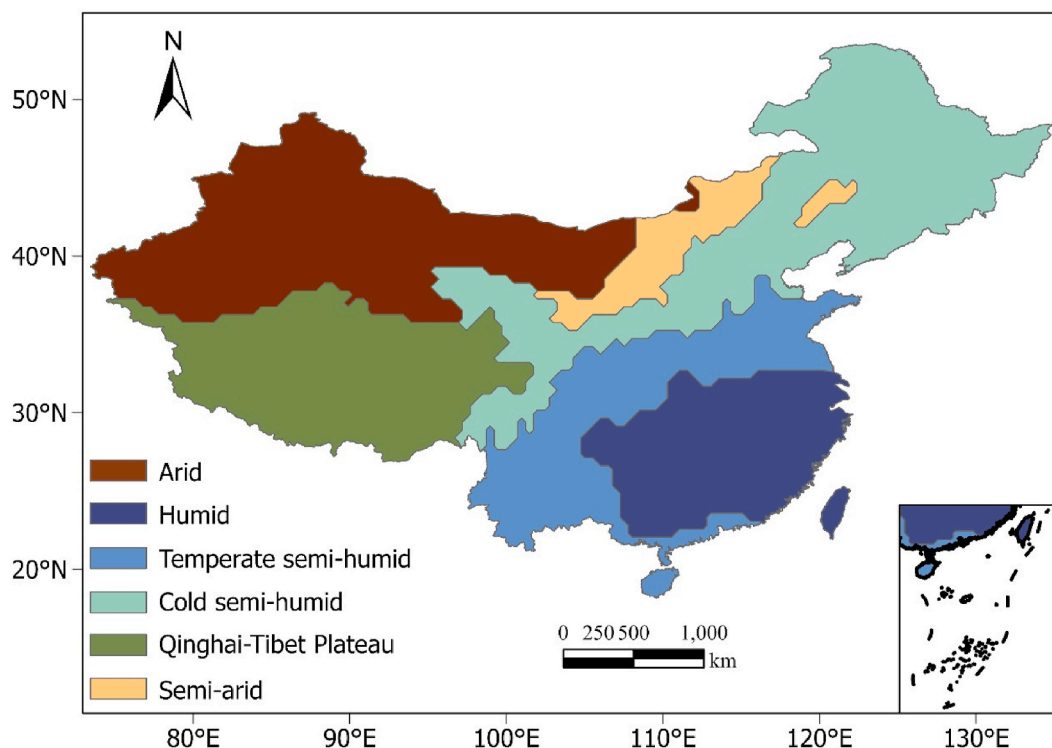 N
50°N
40°N
30°N
20°N
Arid
Humid
Temperate semi-humid
Cold semi-humid
Qinghai-Tibet Plateau
Semi-arid
0 250 500 1,000
km
80°E 90°E 100°E 110°E 120°E 130°E